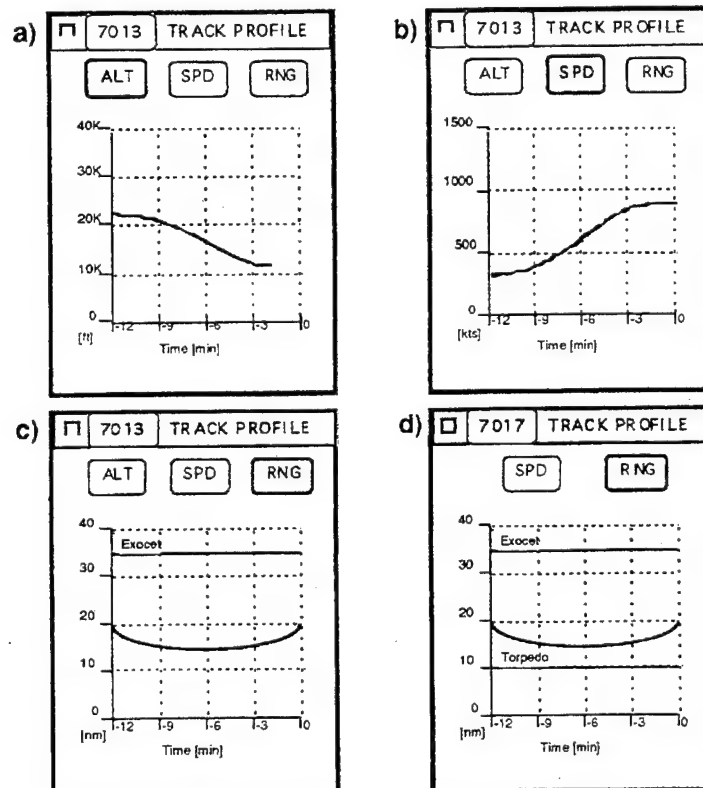 a) 7013 TRACK PROFILE
ALT SPD RNG
40K
30K
20K
10K
0
[ft]
-12 -9 -6 -3 0
Time [min]
b) 7013 TRACK PROFILE
ALT SPD RNG
1500
1000
500
0
[kts]
-12 -9 -6 -3 0
Time [min]
c) 7013 TRACK PROFILE
ALT SPD RNG
40
Exocet
30
20
10
0
[nm]
-12 -9 -6 -3 0
Time [min]
d) 7017 TRACK PROFILE
SPD RNG
40
Exocet
30
20
Torpedo
10
0
[nm]
-12 -9 -6 -3 0
Time [min]